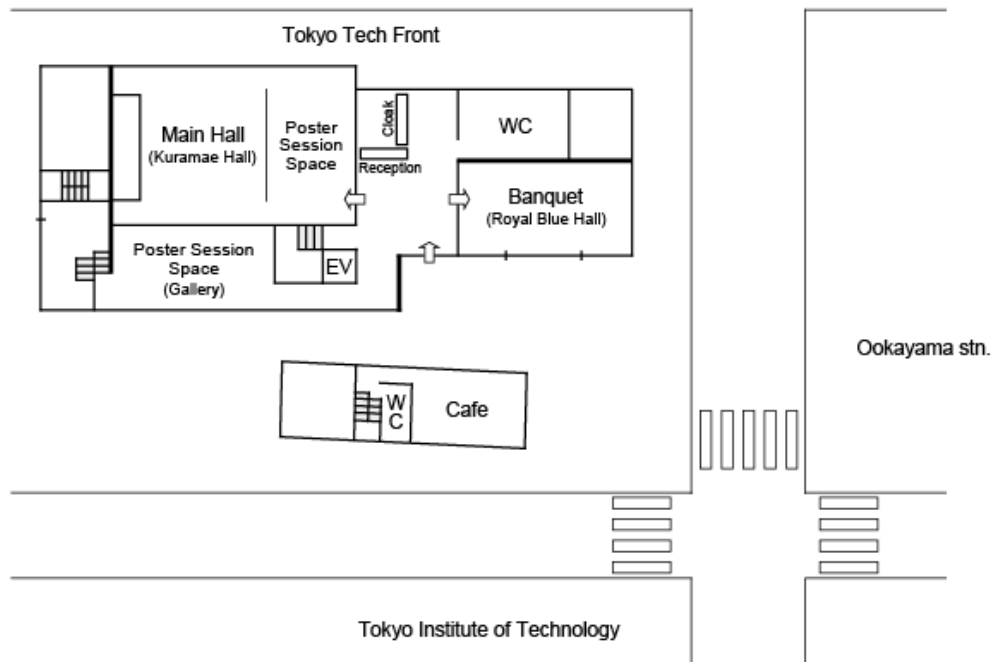 Tokyo Tech Front
Main Hall
(Kuramae Hall)
Poster
Session
Space
Cloak
Reception
WC
Banquet
(Royal Blue Hall)
Poster Session
Space
(Gallery)
EV
Ookayama stn.
W
C
Cafe
Tokyo Institute of Technology